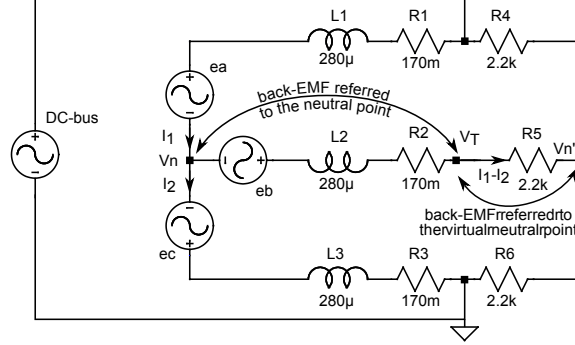 L1
R1
R4
280µ
170m
2.2k
ea
+
−
back-EMF referred
to the neutral point
DC-bus
+
−
I1
Vn
I2
-
+
eb
L2
R2
VT
R5
Vn'
280µ
170m
I1-I2
2.2k
back-EMFrreferredrto
thervirtualrneutralrpoint
+
−
ec
L3
R3
R6
280µ
170m
2.2k